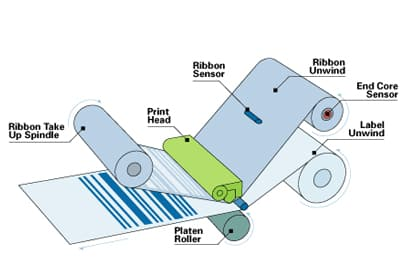 Ribbon
Sensor
Ribbon
Unwind
End Core
Sensor
Print
Head
Label
Unwind
Ribbon Take
Up Spindle
Platen
Roller